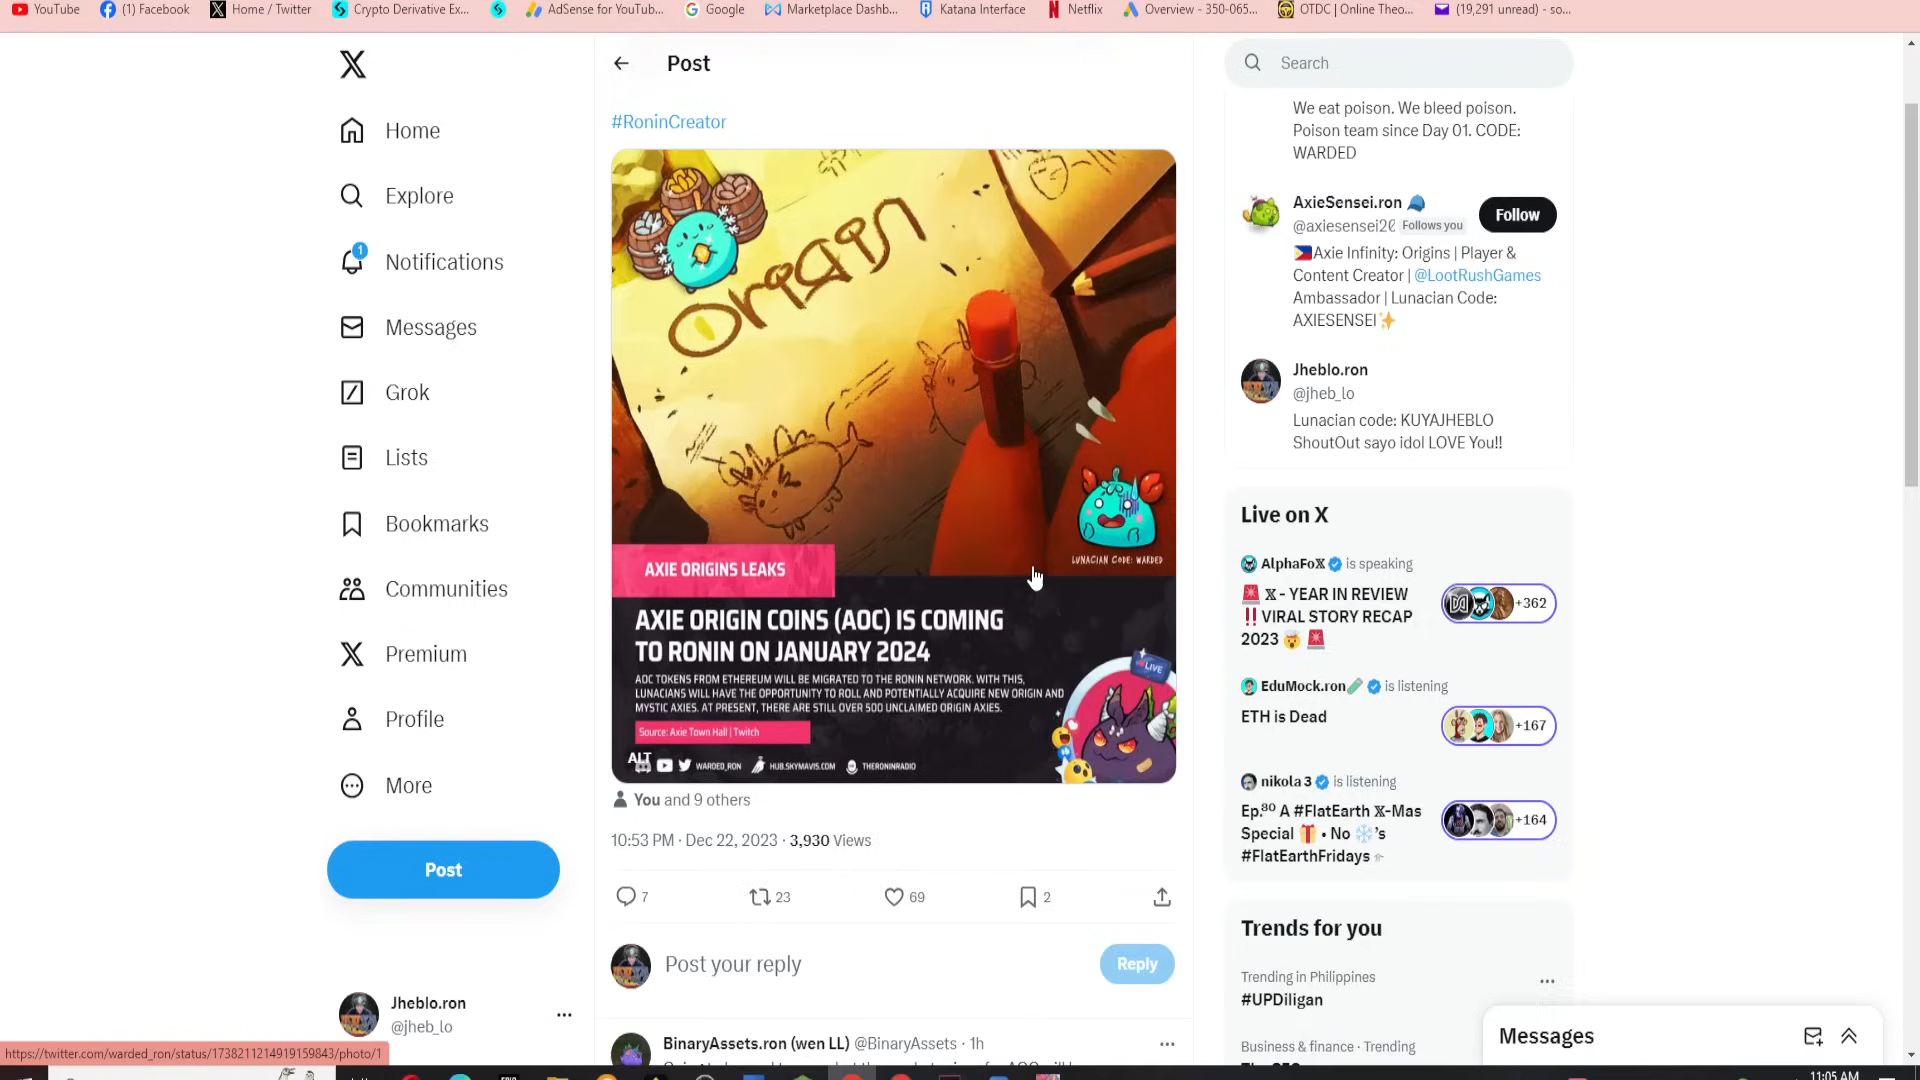 YouTube
(1) Facebook
Home / Twitter
Crypto Derivative Ex...
AdSense for YouTub...
Google
Marketplace Dashb...
Katana Interface
Netflix
Overview - 350-065...
OTDC | Online Theo...
(19,291 unread) - so...
Home
Explore
1
Notifications
Messages
Grok
Lists
Bookmarks
Communities
Premium
Profile
More
Post
Jheblo.ron
@jheb_lo
https://twitter.com/warded_ron/status/1738211214919159843/photo/1
Post
#RoninCreator
Origin
LUNACIAN CODE: WARDED
AXIE ORIGINS LEAKS
AXIE ORIGIN COINS (AOC) IS COMING
TO RONIN ON JANUARY 2024
AOC TOKENS FROM ETHEREUM WILL BE MIGRATED TO THE RONIN NETWORK. WITH THIS,
LUNACIANS WILL HAVE THE OPPORTUNITY TO ROLL AND POTENTIALLY ACQUIRE NEW ORIGIN AND
MYSTIC AXIES. AT PRESENT, THERE ARE STILL OVER 500 UNCLAIMED ORIGIN AXIES.
LIVE
Source: Axie Town Hall | Twitch
ALT
WARDED_RON
HUB.SKYMAVIS.COM
THERONINRADIO
You and 9 others
10:53 PM · Dec 22, 2023 · 3,930 Views
7
23
69
2
Post your reply
Reply
BinaryAssets.ron (wen LL) @BinaryAssets · 1h
Search
We eat poison. We bleed poison.
Poison team since Day 01. CODE:
WARDED
AxieSensei.ron
@axiesensei20
Follows you
Follow
Axie Infinity: Origins | Player &
Content Creator | @LootRushGames
Ambassador | Lunacian Code:
AXIESENSEI
Jheblo.ron
@jheb_lo
Lunacian code: KUYAJHEBLO
ShoutOut sayo idol LOVE You!!
Live on X
AlphaFoX is speaking
🚨 𝕏 - YEAR IN REVIEW
‼️VIRAL STORY RECAP
2023 🤯 🚨
+362
EduMock.ron is listening
ETH is Dead
+167
nikola 3 is listening
Ep.⁸⁰ A #FlatEarth 𝕏-Mas
Special 🎁 • No ❄️'s
#FlatEarthFridays
+164
Trends for you
Trending in Philippines
#UPDiligan
Business & finance · Trending
Messages
11:05 AM